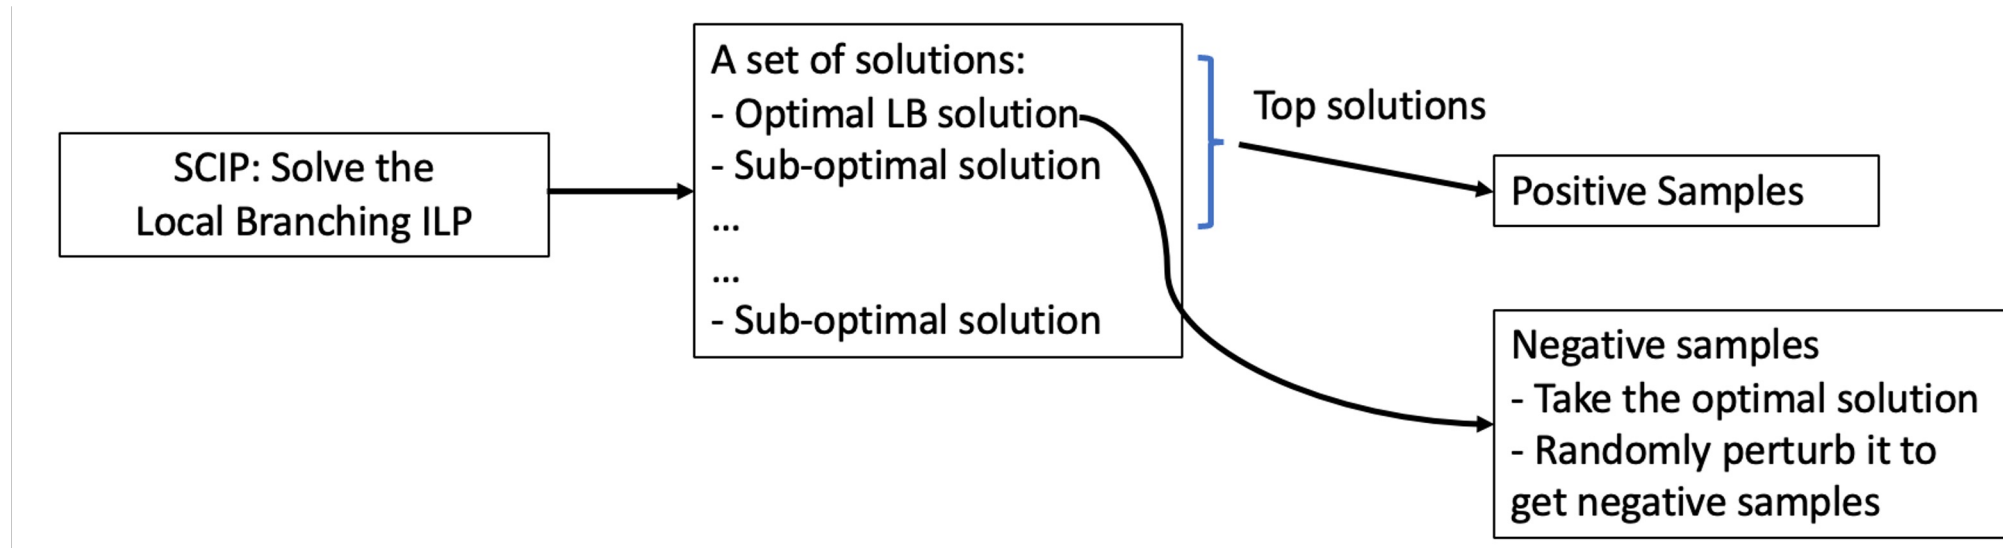 SCIP: Solve the
Local Branching ILP
A set of solutions:
- Optimal LB solution
- Sub-optimal solution
...
...
- Sub-optimal solution
Top solutions
Positive Samples
Negative samples
- Take the optimal solution
- Randomly perturb it to
get negative samples